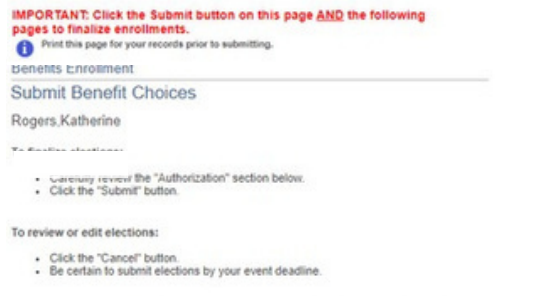 IMPORTANT: Click the Submit button on this page AND the following
pages to finalize enrollments.
Print this page for your records prior to submitting.
Benefits Enrollment
Submit Benefit Choices
Rogers,Katherine
To finalize elections:
Carefully review the "Authorization" section below.
Click the "Submit" button.
To review or edit elections:
Click the "Cancel" button.
Be certain to submit elections by your event deadline.